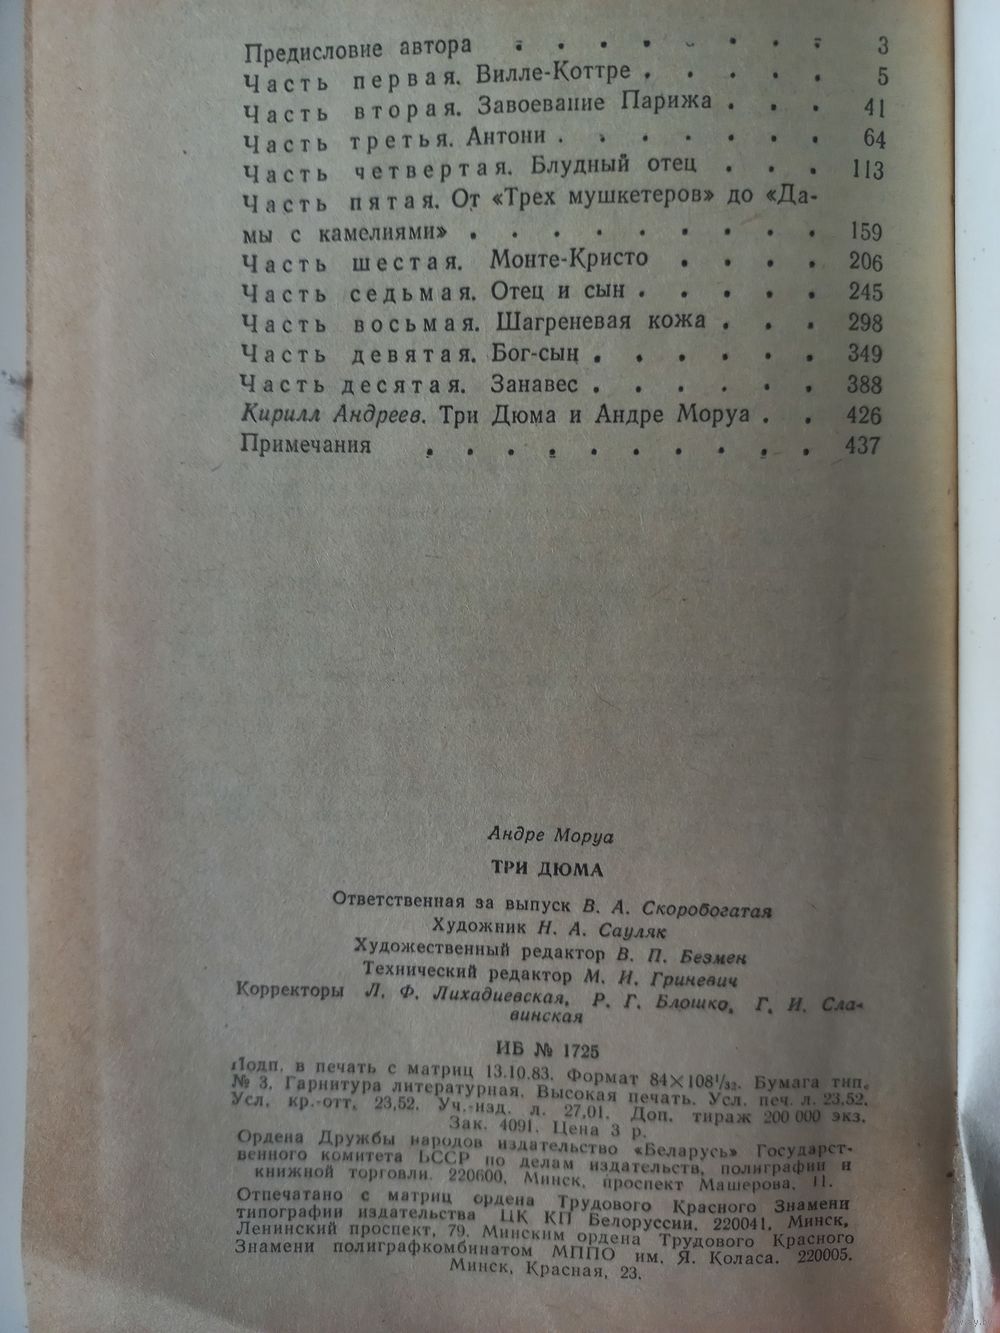 Предисловие автора . . . . . . . . 3
Часть первая. Вилле-Коттре . . . . . 5
Часть вторая. Завоевание Парижа . . . 41
Часть третья. Антони . . . . . . . 64
Часть четвертая. Блудный отец . . . 113
Часть пятая. От «Трех мушкетеров» до «Да-
мы с камелиями» . . . . . . . . . 159
Часть шестая. Монте-Кристо . . . . 206
Часть седьмая. Отец и сын . . . . . 245
Часть восьмая. Шагреневая кожа . . . 298
Часть девятая. Бог-сын . . . . . . 349
Часть десятая. Занавес . . . . . . 388
Кирилл Андреев. Три Дюма и Андре Моруа . . 426
Примечания . . . . . . . . . . 437
Андре Моруа
ТРИ ДЮМА
Ответственная за выпуск В. А. Скоробогатая
Художник Н. А. Сауляк
Художественный редактор В. П. Безмен
Технический редактор М. И. Гриневич
Корректоры Л. Ф. Лихадиевская, Р. Г. Блошко, Г. И. Сла-
винская
ИБ № 1725
Подп. в печать с матриц 13.10.83. Формат 84×108¹/₃₂. Бумага тип.
№ 3. Гарнитура литературная. Высокая печать. Усл. печ. л. 23,52.
Усл. кр.-отт. 23,52. Уч.-изд. л. 27,01. Доп. тираж 200 000 экз.
Зак. 4091. Цена 3 р.
Ордена Дружбы народов издательство «Беларусь» Государст-
венного комитета БССР по делам издательств, полиграфии и
книжной торговли. 220600, Минск, проспект Машерова, 11.
Отпечатано с матриц ордена Трудового Красного Знамени
типографии издательства ЦК КП Белоруссии. 220041, Минск,
Ленинский проспект, 79. Минским ордена Трудового Красного
Знамени полиграфкомбинатом МППО им. Я. Коласа. 220005.
Минск, Красная, 23.